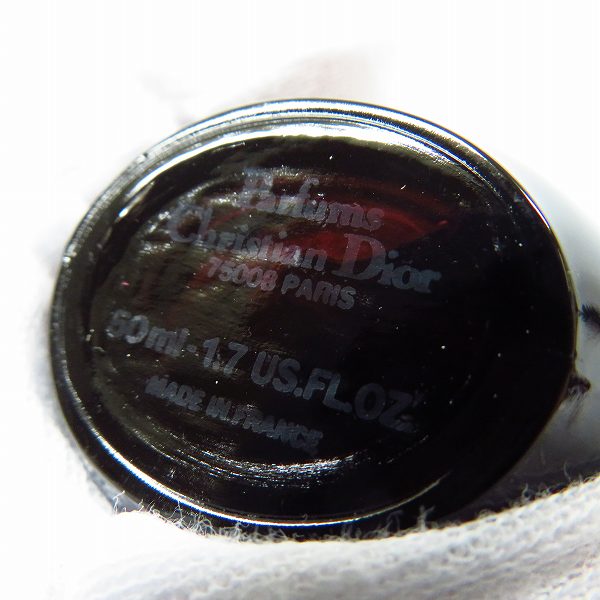 Parfums
Christian Dior
75008 PARIS
50ml-1.7 US.FL.OZ.
MADE IN FRANCE